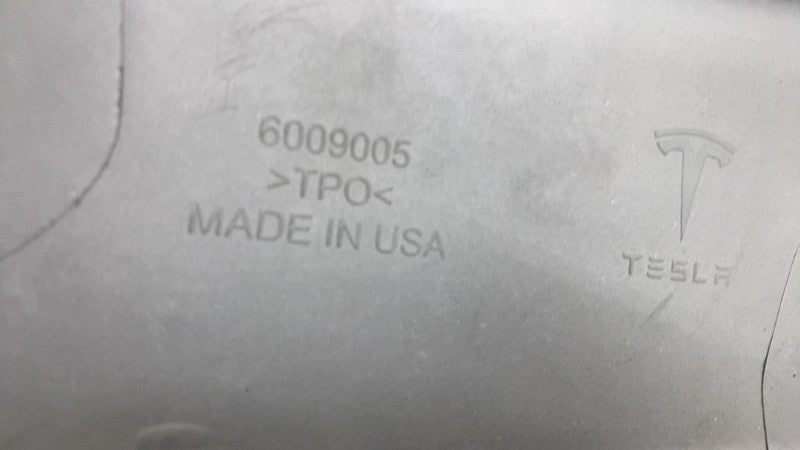 6009005
>TPO<
MADE IN USA
TESLA